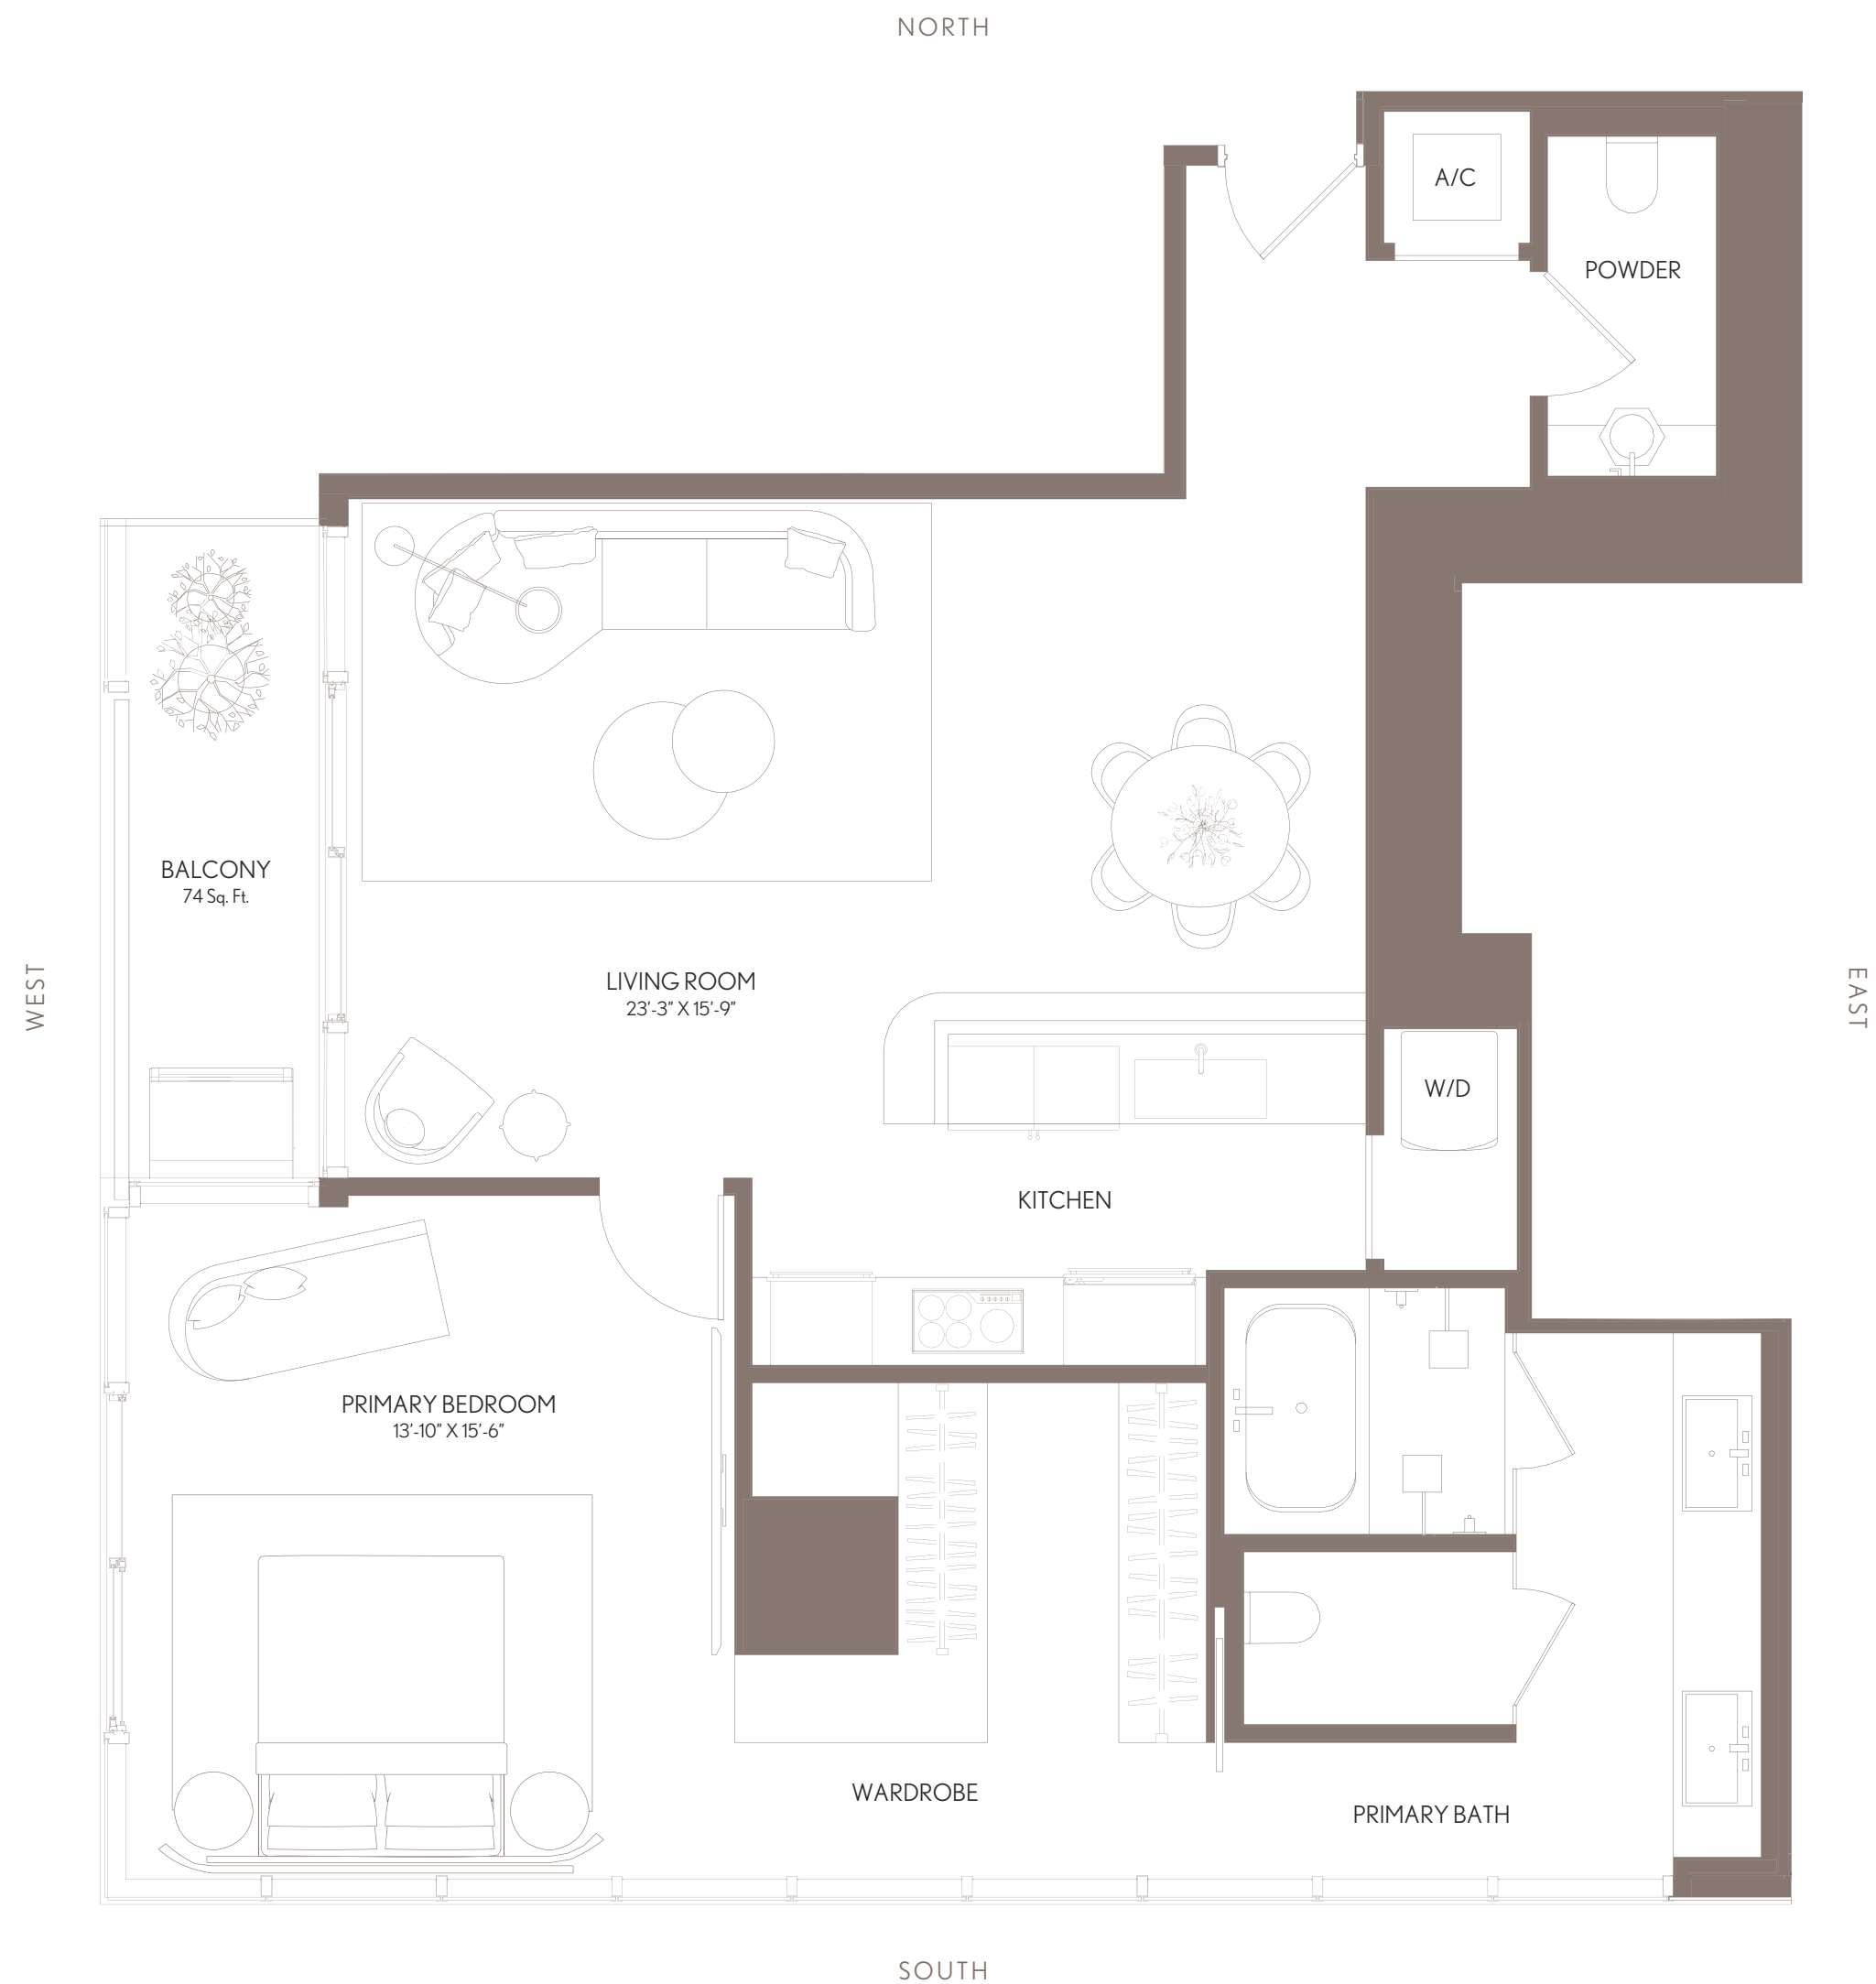 NORTH
A/C
POWDER
BALCONY
74 Sq. Ft.
WEST
LIVING ROOM
23'-3" X 15'-9"
EAST
W/D
KITCHEN
PRIMARY BEDROOM
13'-10" X 15'-6"
WARDROBE
PRIMARY BATH
SOUTH